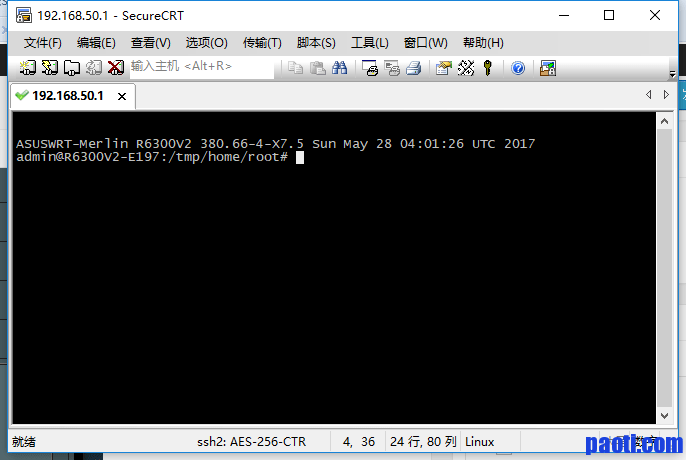 192.168.50.1 - SecureCRT
文件(F) 编辑(E) 查看(V) 选项(O) 传输(T) 脚本(S) 工具(L) 窗口(W) 帮助(H)
输入主机 <Alt+R>
192.168.50.1
ASUSWRT-Merlin R6300V2 380.66-4-X7.5 Sun May 28 04:01:26 UTC 2017
admin@R6300V2-E197:/tmp/home/root#
就绪 ssh2: AES-256-CTR 4, 36 24 行, 80 列 Linux